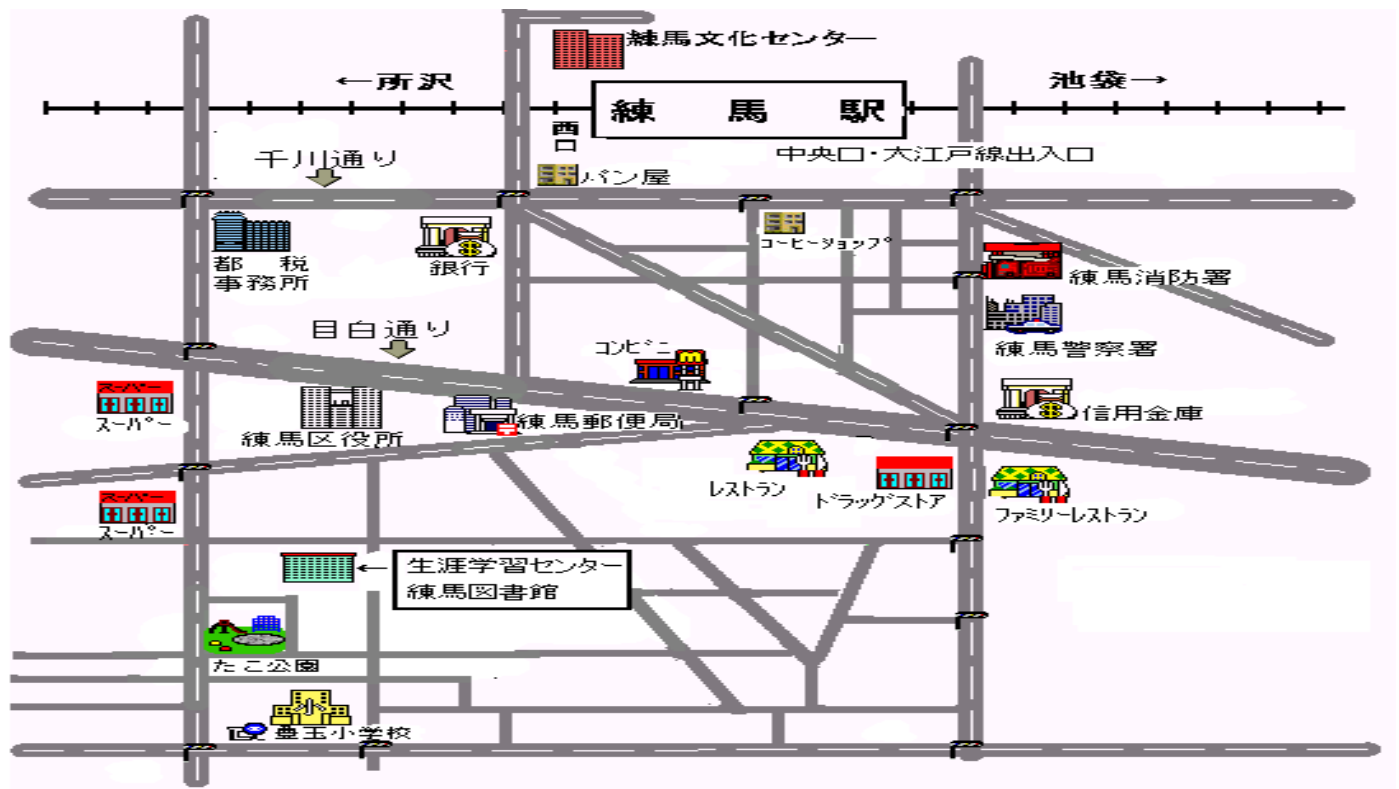 練馬文化センター
←所沢
池袋→
練馬駅
西口
中央口・大江戸線出入口
千川通り
パン屋
コーヒーショップ
都税
事務所
銀行
練馬消防署
目白通り
コンビニ
練馬警察署
スーパー
スーパー
練馬区役所
練馬郵便局
信用金庫
レストラン
ドラッグストア
ファミリーレストラン
スーパー
スーパー
生涯学習センター
練馬図書館
たこ公園
小
豊玉小学校